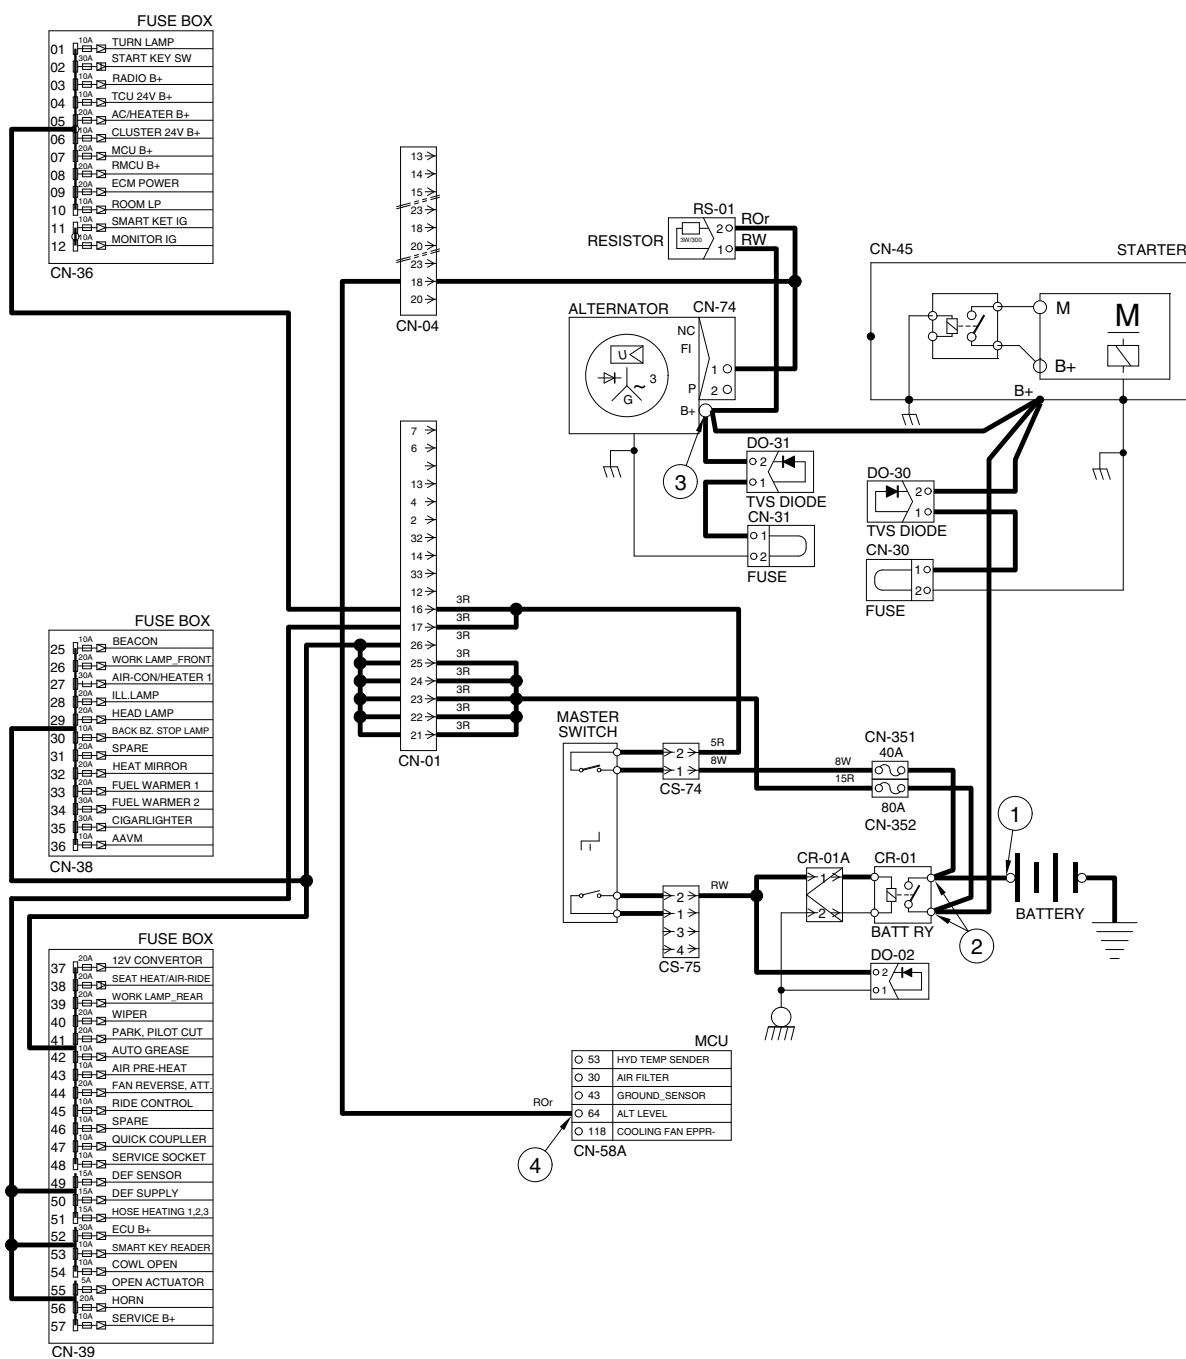 FUSE BOX
01 10A TURN LAMP
02 30A START KEY SW
03 10A RADIO B+
04 10A TCU 24V B+
05 20A AC/HEATER B+
06 10A CLUSTER 24V B+
07 20A MCU B+
08 20A RMCU B+
09 20A ECM POWER
10 10A ROOM LP
11 10A SMART KET IG
12 10A MONITOR IG
CN-36
13
14
15
23
18
20
23
18
20
CN-04
RS-01
RESISTOR
3W/300
2
1
ROr
RW
CN-45
STARTER
M
M
B+
B+
ALTERNATOR
CN-74
NC
FI
U
3
G
1
P
2
B+
3
DO-31
2
1
TVS DIODE
CN-31
1
2
FUSE
DO-30
2
1
TVS DIODE
CN-30
1
2
FUSE
7
6
13
4
2
32
14
33
12
16 3R
17 3R
26 3R
25 3R
24 3R
23 3R
22 3R
21 3R
CN-01
FUSE BOX
25 10A BEACON
26 20A WORK LAMP_FRONT
27 30A AIR-CON/HEATER 1
28 20A ILL.LAMP
29 20A HEAD LAMP
30 10A BACK BZ. STOP LAMP
31 20A SPARE
32 20A HEAT MIRROR
33 20A FUEL WARMER 1
34 30A FUEL WARMER 2
35 30A CIGARLIGHTER
36 10A AAVM
CN-38
MASTER
SWITCH
2 5R
1 8W
CS-74
CN-351
40A
8W
15R
80A
CN-352
1
CR-01A
1
2
CR-01
BATT RY
BATTERY
2
2 RW
1
3
4
CS-75
DO-02
2
1
FUSE BOX
37 20A 12V CONVERTOR
38 20A SEAT HEAT/AIR-RIDE
39 20A WORK LAMP_REAR
40 20A WIPER
41 20A PARK, PILOT CUT
42 10A AUTO GREASE
43 10A AIR PRE-HEAT
44 20A FAN REVERSE, ATT.
45 10A RIDE CONTROL
46 10A SPARE
47 10A QUICK COUPLLER
48 10A SERVICE SOCKET
49 15A DEF SENSOR
50 15A DEF SUPPLY
51 15A HOSE HEATING 1,2,3
52 30A ECU B+
53 10A SMART KEY READER
54 10A COWL OPEN
55 5A OPEN ACTUATOR
56 20A HORN
57 10A SERVICE B+
CN-39
MCU
53 HYD TEMP SENDER
30 AIR FILTER
43 GROUND_SENSOR
ROr 64 ALT LEVEL
118 COOLING FAN EPPR-
CN-58A
4